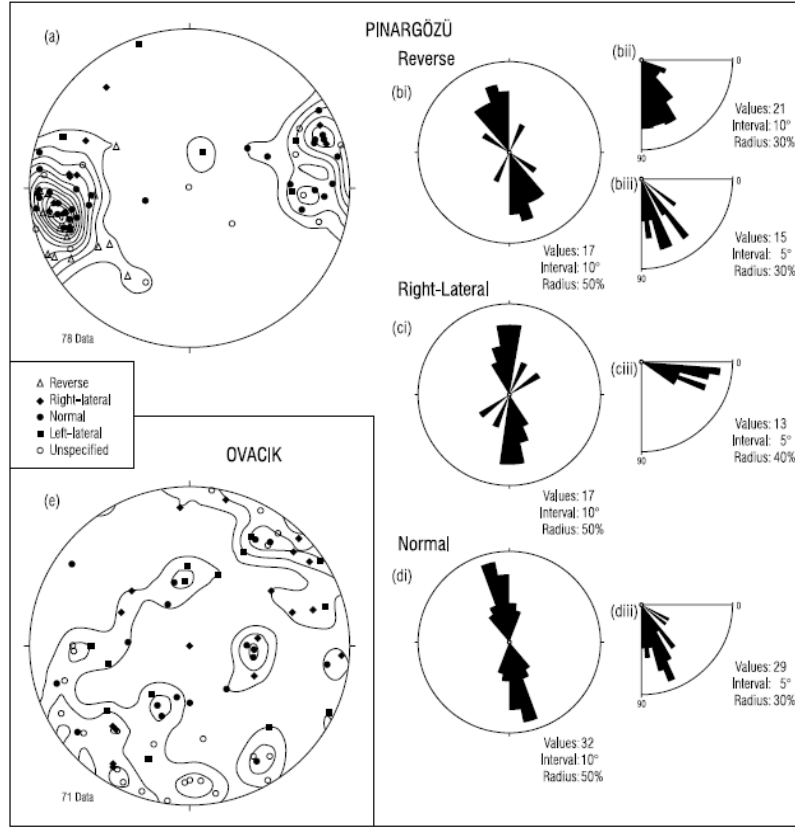 PINARGÖZÜ
(a)
78 Data
Reverse
(bi)
Values: 17
Interval: 10°
Radius: 50%
(bii)
0
90
Values: 21
Interval: 10°
Radius: 30%
(biii)
0
90
Values: 15
Interval: 5°
Radius: 30%
Right-Lateral
(ci)
Values: 17
Interval: 10°
Radius: 50%
(ciii)
0
90
Values: 13
Interval: 5°
Radius: 40%
Normal
(di)
Values: 32
Interval: 10°
Radius: 50%
(diii)
0
90
Values: 29
Interval: 5°
Radius: 30%
Reverse
Right-lateral
Normal
Left-lateral
Unspecified
OVACIK
(e)
71 Data